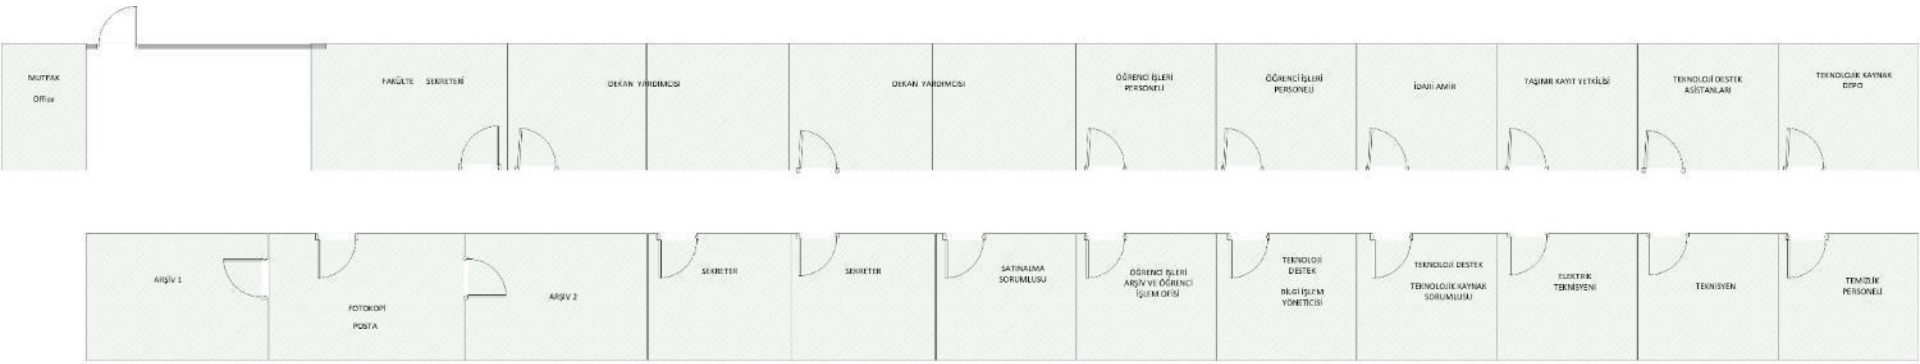 MUTFAK
Office
FAKÜLTE SEKRETERİ
DEKAN YARDIMCISI
DEKAN YARDIMCISI
ÖĞRENCİ İŞLERİ
PERSONELİ
ÖĞRENCİ İŞLERİ
PERSONELİ
İDARİ AMİR
TAŞINIR KAYIT YETKİLİSİ
TEKNOLOJİ DESTEK
ASİSTANLARI
TEKNOLOJİK KAYNAK
DEPO
ARŞİV 1
FOTOKOPİ
POSTA
ARŞİV 2
SEKRETER
SEKRETER
SATINALMA
SORUMLUSU
ÖĞRENCİ İŞLERİ
ARŞİV VE ÖĞRENCİ
İŞLEM OFİSİ
TEKNOLOJİ
DESTEK
BİLGİ İŞLEM
YÖNETİCİSİ
TEKNOLOJİ DESTEK
TEKNOLOJİK KAYNAK
SORUMLUSU
ELEKTRİK
TEKNİSYENİ
TEKNİSYEN
TEMİZLİK
PERSONELİ